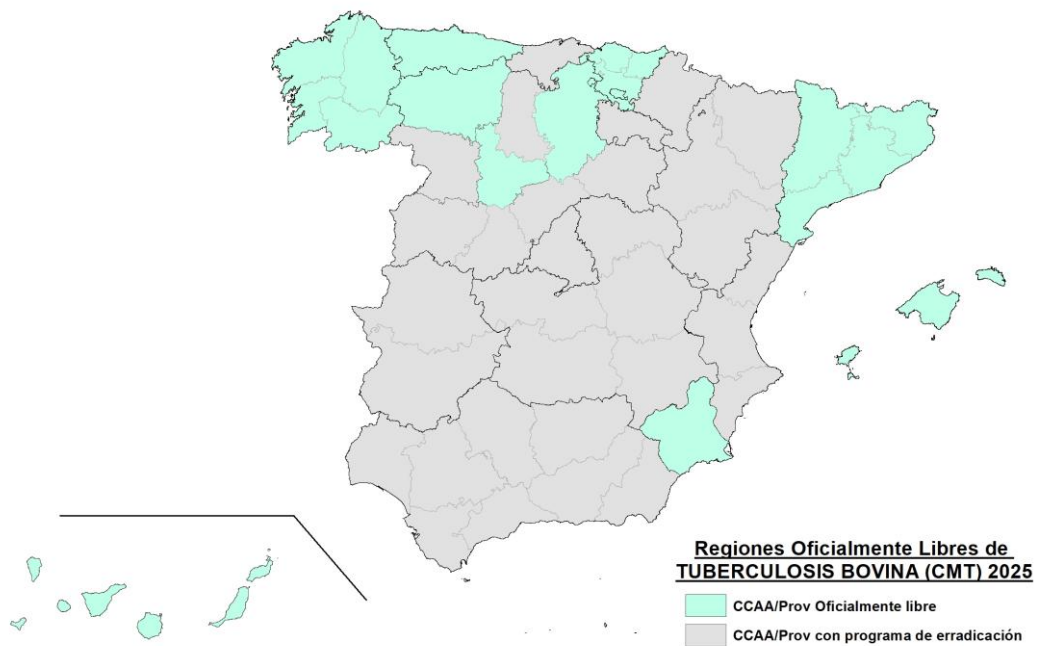 Regiones Oficialmente Libres de
TUBERCULOSIS BOVINA (CMT) 2025
CCAA/Prov Oficialmente libre
CCAA/Prov con programa de erradicación